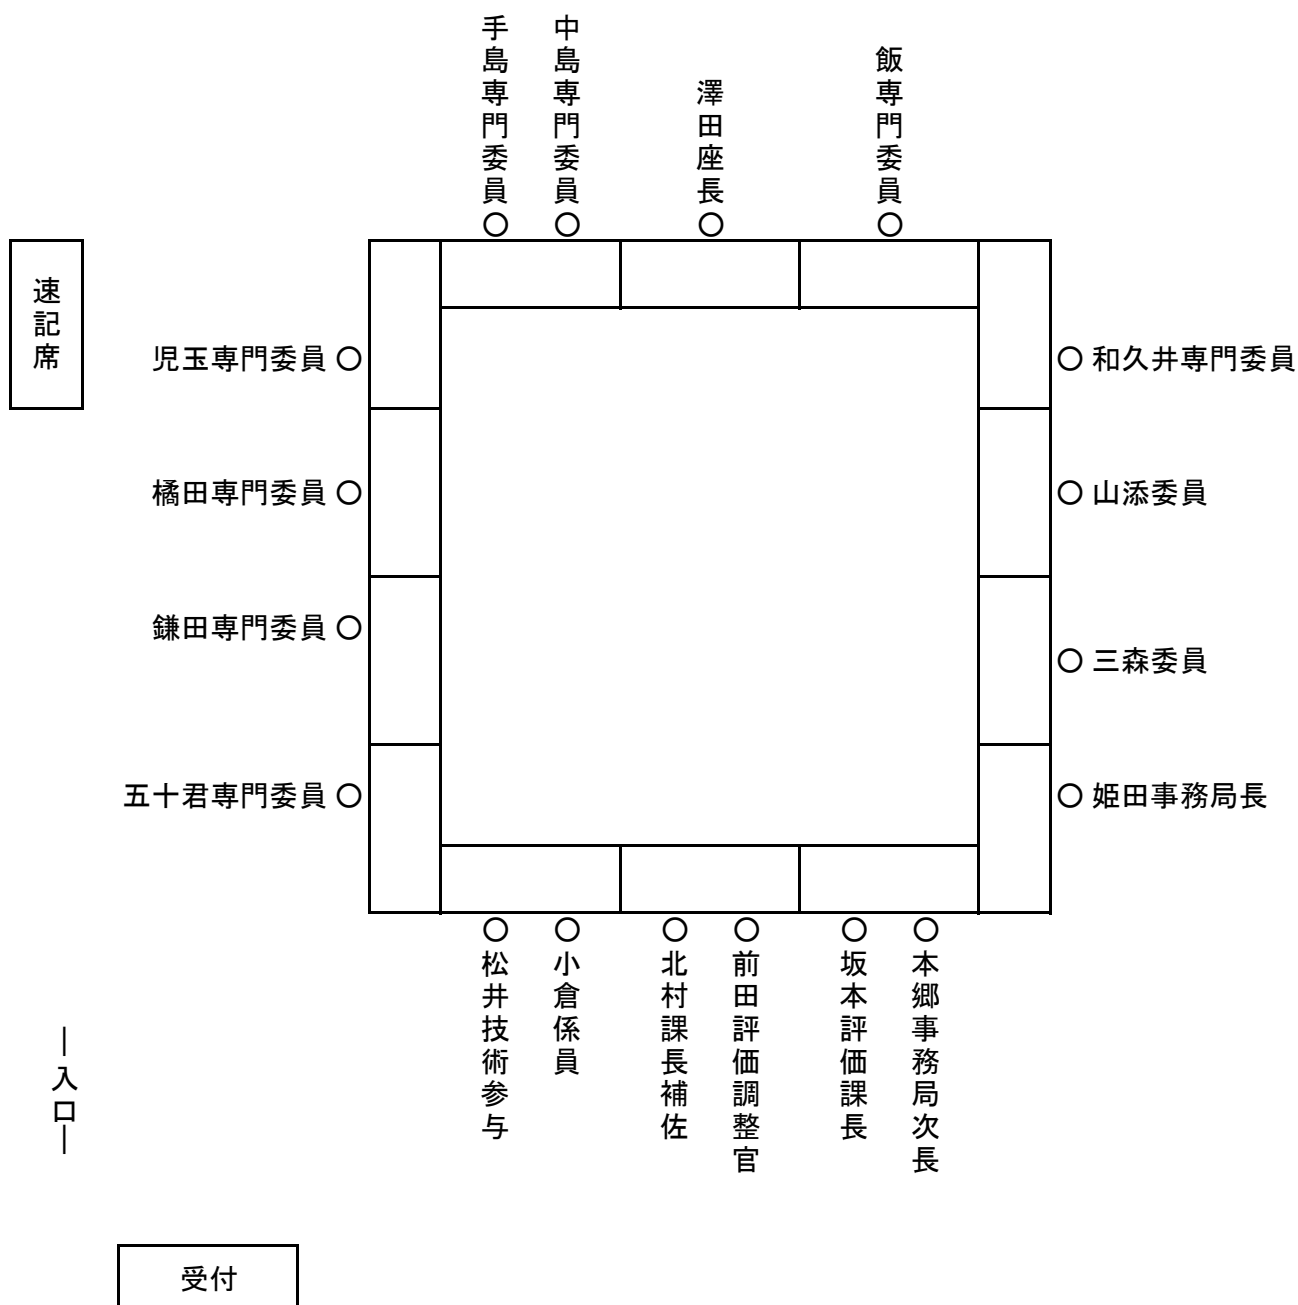 手島専門委員
中島専門委員
澤田座長
飯専門委員
速記席
児玉専門委員
和久井専門委員
橘田専門委員
山添委員
鎌田専門委員
三森委員
五十君専門委員
姫田事務局長
松井技術参与
小倉係員
北村課長補佐
前田評価調整官
坂本評価課長
本郷事務局次長
|入口|
受付